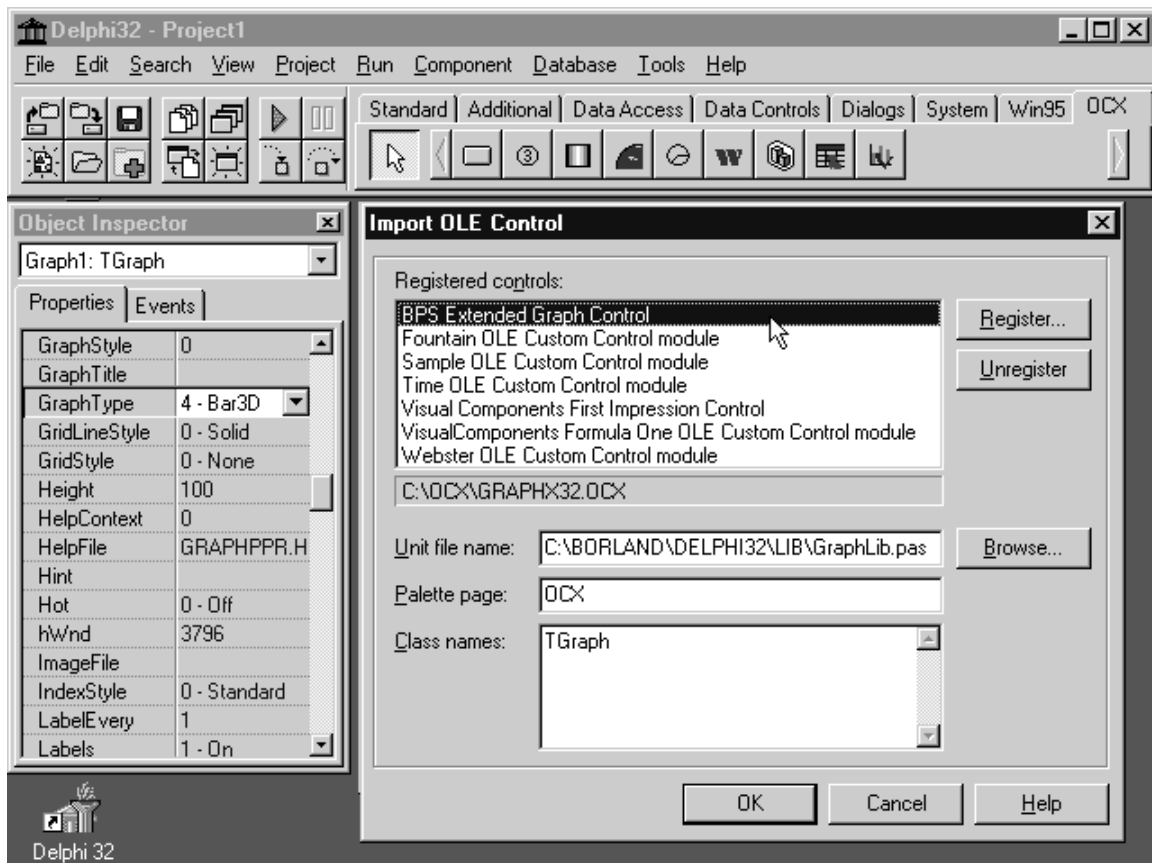 Delphi32 - Project1
File Edit Search View Project Run Component Database Tools Help
Standard Additional Data Access Data Controls Dialogs System Win95 OCX
Object Inspector
Graph1: TGraph
Properties Events
GraphStyle 0
GraphTitle
GraphType 4 - Bar3D
GridLineStyle 0 - Solid
GridStyle 0 - None
Height 100
HelpContext 0
HelpFile GRAPHPPR.H
Hint
Hot 0 - Off
hWnd 3796
ImageFile
IndexStyle 0 - Standard
LabelEvery 1
Labels 1 - On
Import OLE Control
Registered controls:
BPS Extended Graph Control
Fountain OLE Custom Control module
Sample OLE Custom Control module
Time OLE Custom Control module
Visual Components First Impression Control
VisualComponents Formula One OLE Custom Control module
Webster OLE Custom Control module
Register...
Unregister
C:\OCX\GRAPHX32.OCX
Unit file name: C:\BORLAND\DELPHI32\LIB\GraphLib.pas Browse...
Palette page: OCX
Class names: TGraph
OK Cancel Help
Delphi 32